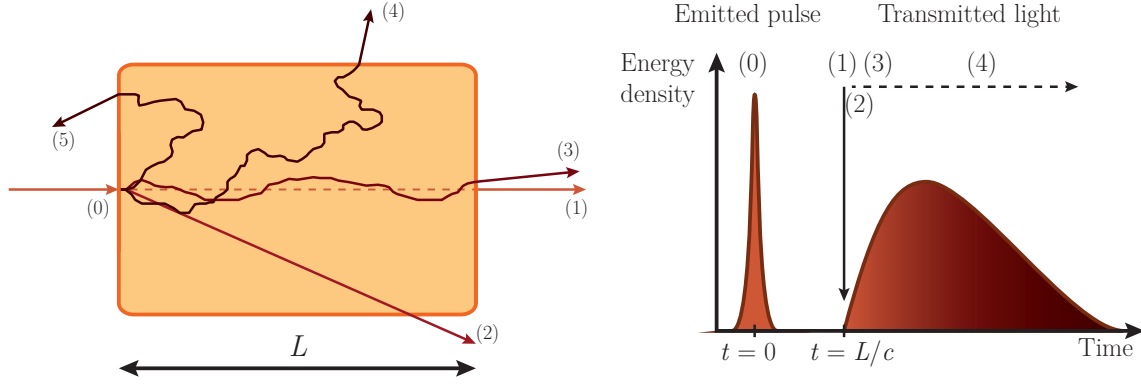 (4)
(5)
(3)
(0)
(1)
(2)
L
Emitted pulse
Transmitted light
Energy
density
(0)
(1) (3)
(4)
(2)
t = 0
t = L/c
Time